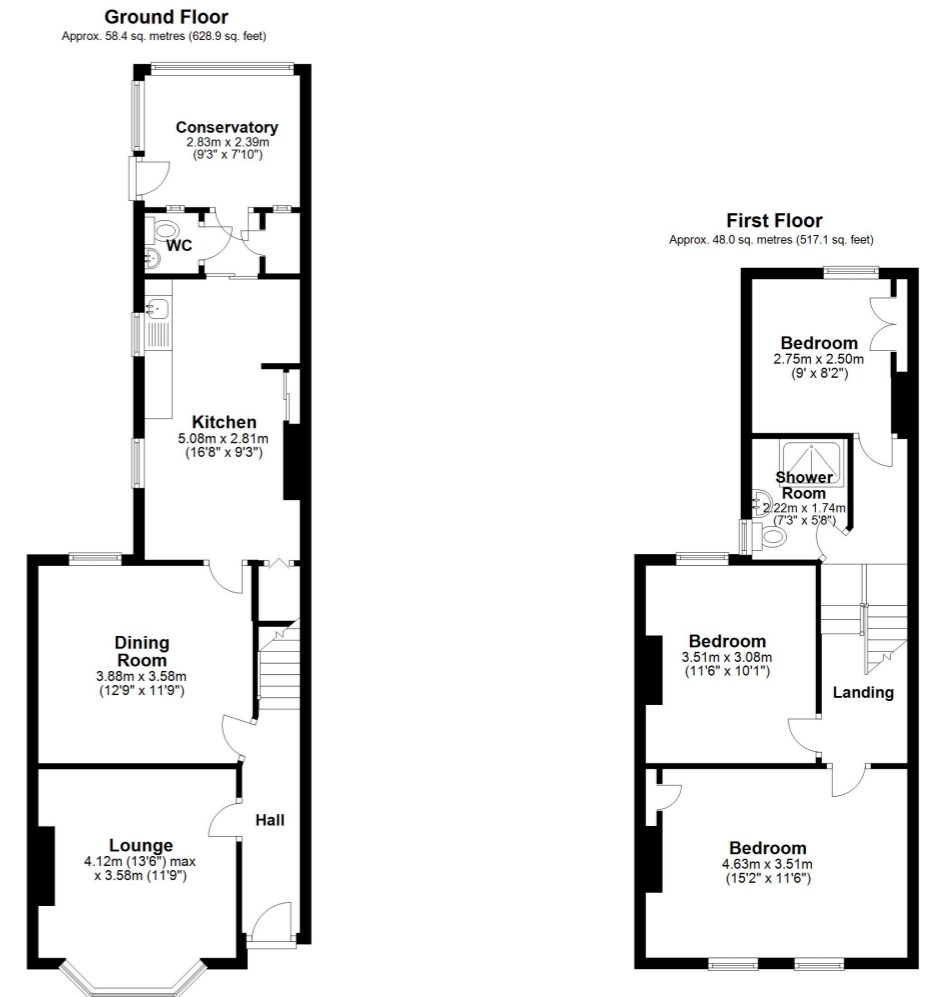 Ground Floor
Approx. 58.4 sq. metres (628.9 sq. feet)
Conservatory
2.83m x 2.39m
(9'3" x 7'10")
WC
Kitchen
5.08m x 2.81m
(16'8" x 9'3")
Dining
Room
3.88m x 3.58m
(12'9" x 11'9")
Lounge
4.12m (13'6") max
x 3.58m (11'9")
Hall
First Floor
Approx. 48.0 sq. metres (517.1 sq. feet)
Bedroom
2.75m x 2.50m
(9' x 8'2")
Shower
Room
2.22m x 1.74m
(7'3" x 5'8")
Bedroom
3.51m x 3.08m
(11'6" x 10'1")
Landing
Bedroom
4.63m x 3.51m
(15'2" x 11'6")